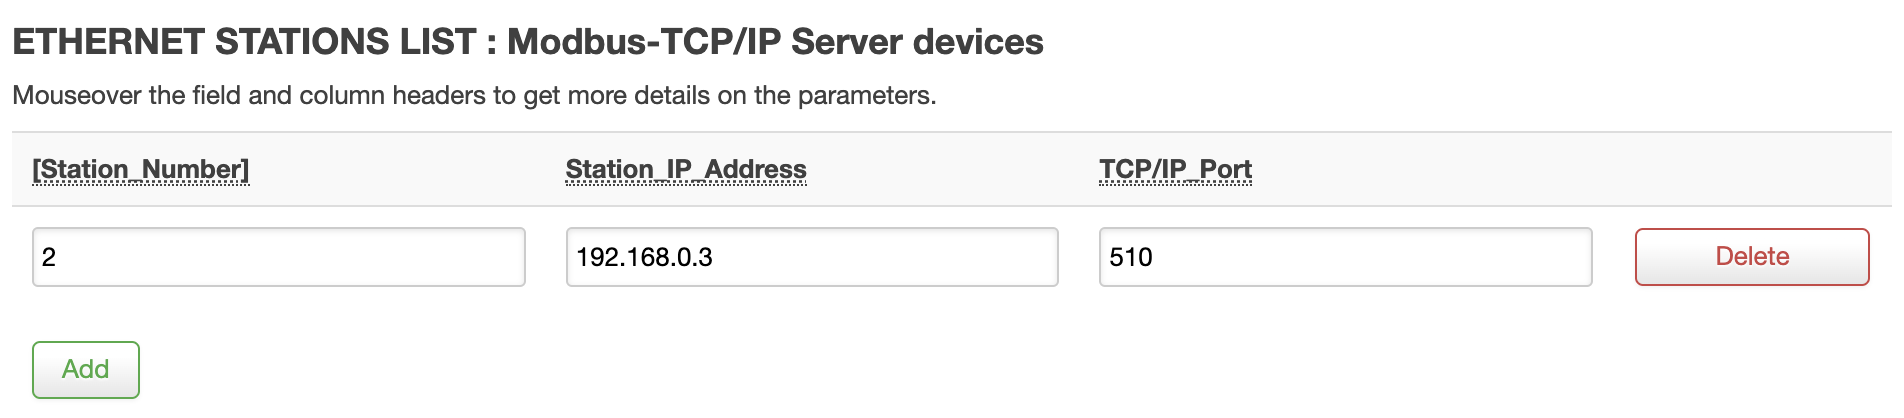 ETHERNET STATIONS LIST : Modbus-TCP/IP Server devices
Mouseover the field and column headers to get more details on the parameters.
[Station_Number] Station_IP_Address TCP/IP_Port
2 192.168.0.3 510 Delete
Add